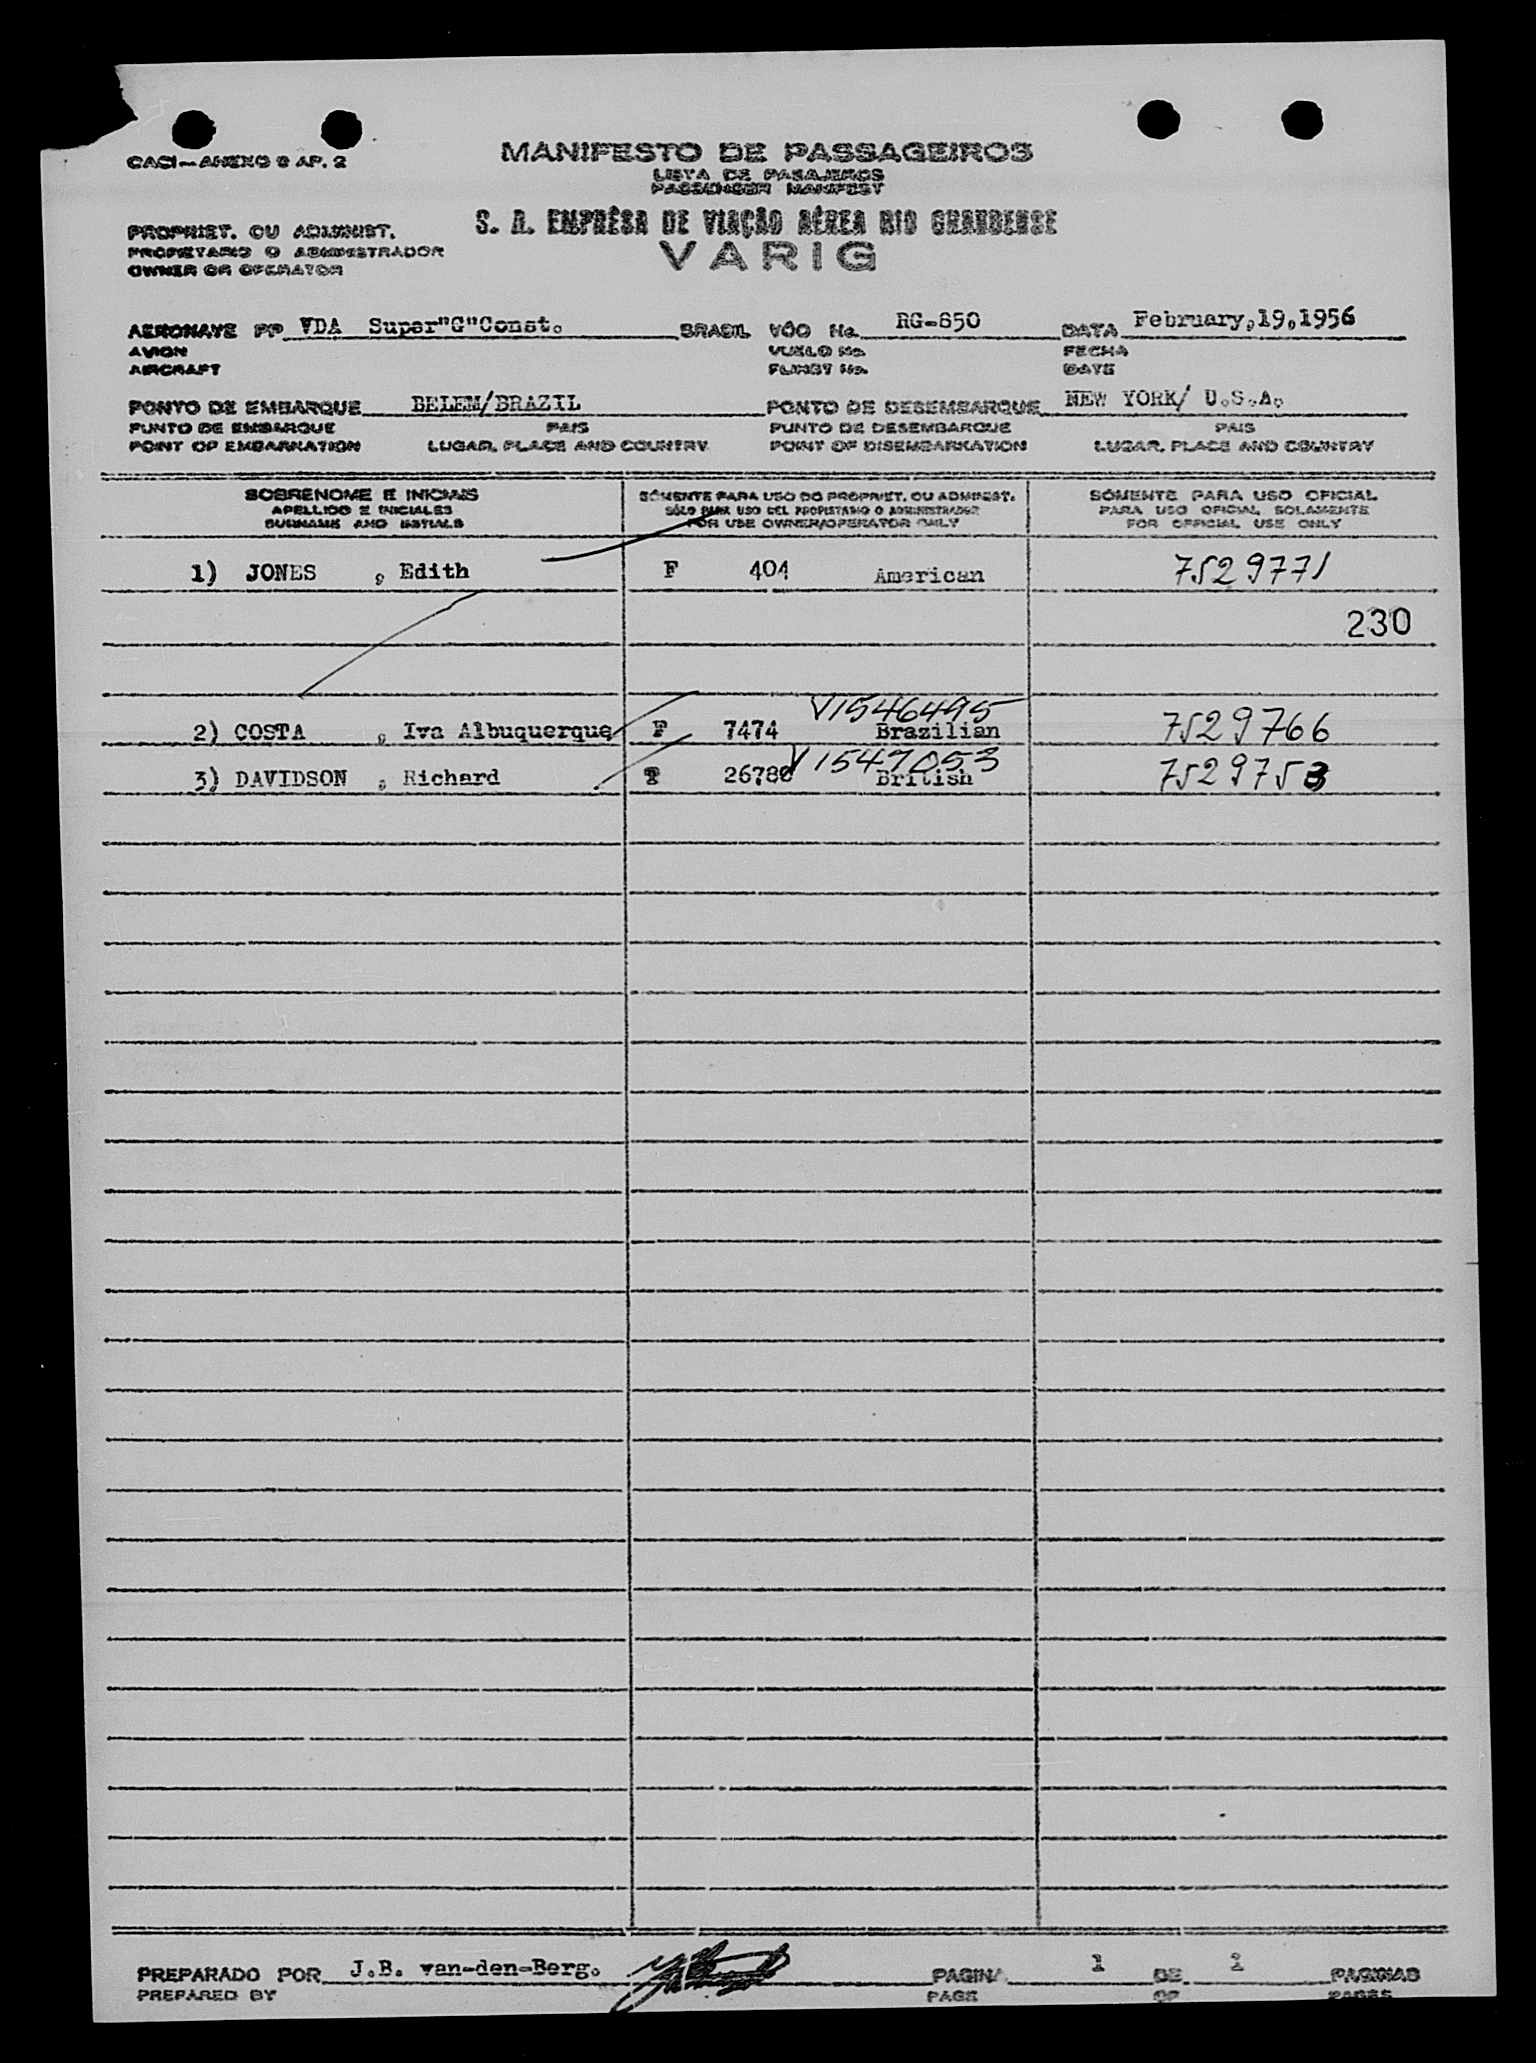 CACI—ANEXO 9 AP. 2
MANIFESTO DE PASSAGEIROS
LISTA DE PASAJEROS
PASSENGER MANIFEST
PROPRIET. OU ADMINIST.
PROPIETARIO O ADMINISTRADOR
OWNER OR OPERATOR
S. A. EMPRÊSA DE VIAÇÃO AÉREA RIO GRANDENSE
VARIG
AERONAVE PP VDA Super"G"Const. BRASIL VÔO No. RG-850 DATA February,19,1956
AVION VUELO No. FECHA
AIRCRAFT FLIGHT No. DATE
PONTO DE EMBARQUE BELEM/BRAZIL PONTO DE DESEMBARQUE NEW YORK/ U.S.A.
PUNTO DE EMBARQUE PAIS PUNTO DE DESEMBARQUE PAIS
POINT OF EMBARKATION LUGAR, PLACE AND COUNTRY POINT OF DISEMBARKATION LUGAR, PLACE AND COUNTRY
SOBRENOME E INICIAIS SÓMENTE PARA USO DO PROPRIET. OU ADMINIST. SÓMENTE PARA USO OFICIAL
APELLIDO E INICIALES SÓLO PARA USO DEL PROPIETARIO O ADMINISTRADOR PARA USO OFICIAL SOLAMENTE
SURNAME AND INITIALS FOR USE OWNER/OPERATOR ONLY FOR OFFICIAL USE ONLY
1) JONES , Edith F 404 American 7529771
230
V1546495
2) COSTA , Iva Albuquerque F 7474 Brazilian 7529766
V1547053
3) DAVIDSON , Richard T 26780 British 7529753
PREPARADO POR J.B. van-den-Berg. PAGINA 1 DE 1 PAGINAS
PREPARED BY PAGE OF PAGES